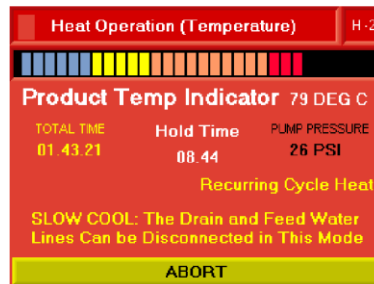 Heat Operation (Temperature)
H-2
Product Temp Indicator 79 DEG C
TOTAL TIME Hold Time PUMP PRESSURE
01.43.21 08.44 26 PSI
Recurring Cycle Heat
SLOW COOL: The Drain and Feed Water
Lines Can be Disconnected in This Mode
ABORT